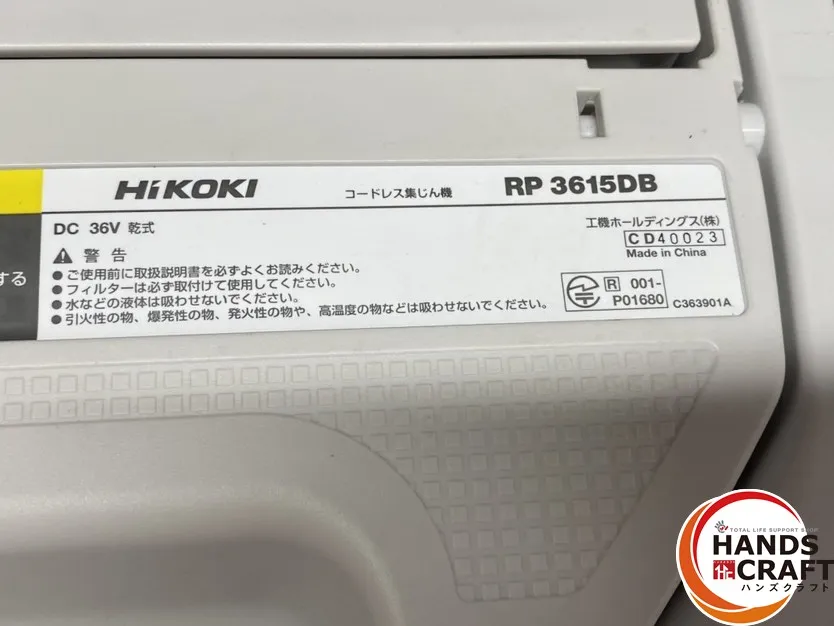 HiKOKI コードレス集じん機 RP 3615DB
DC 36V 乾式
工機ホールディングス(株)
CD40023
Made in China
警告
●ご使用前に取扱説明書を必ずよくお読みください。
●フィルターは必ず取付けて使用してください。
●水などの液体は吸わせないでください。
●引火性の物、爆発性の物、発火性の物や、高温度の物などは吸わせないでください。
する
R 001-
P01680
C363901A
TOTAL LIFE SUPPORT SHOP
HANDS
CRAFT
ハンズクラフト